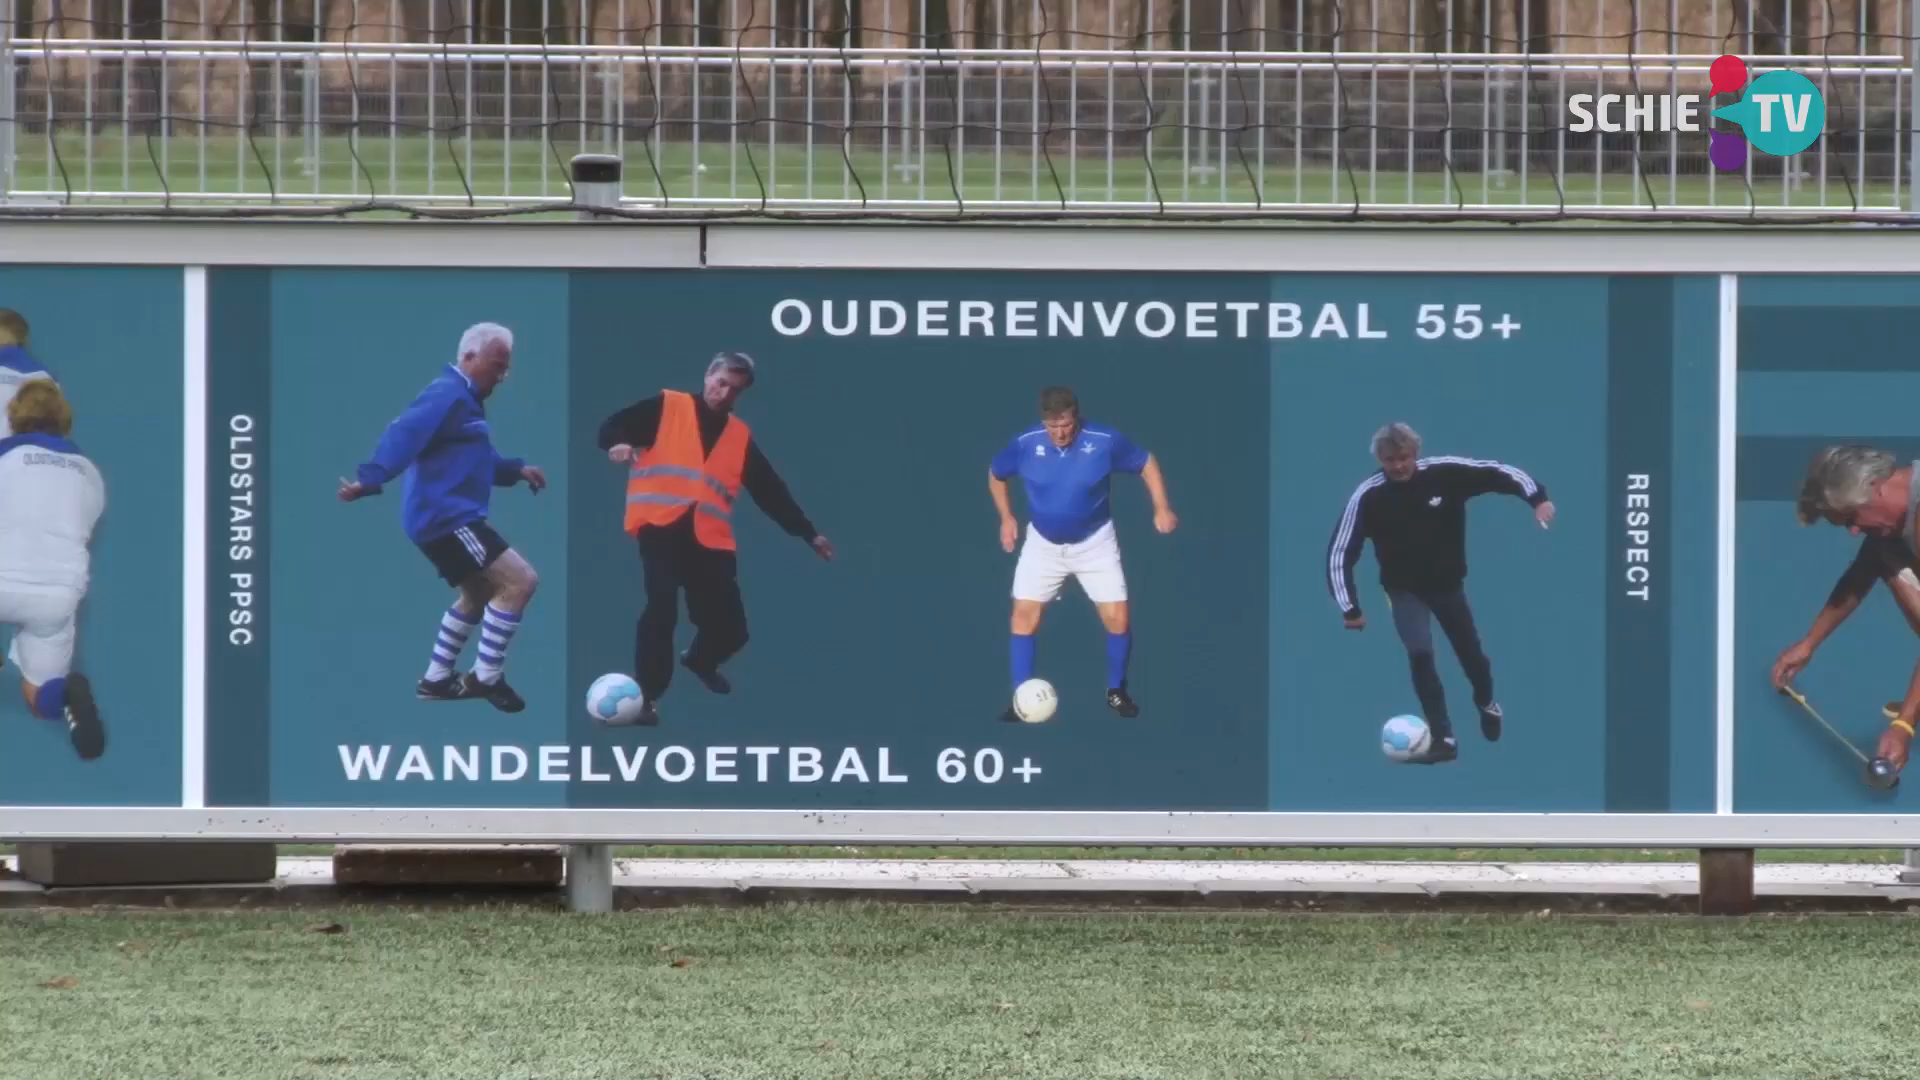 SCHIE TV
OUDERENVOETBAL 55+
OLDSTARS PPSC
RESPECT
WANDELVOETBAL 60+